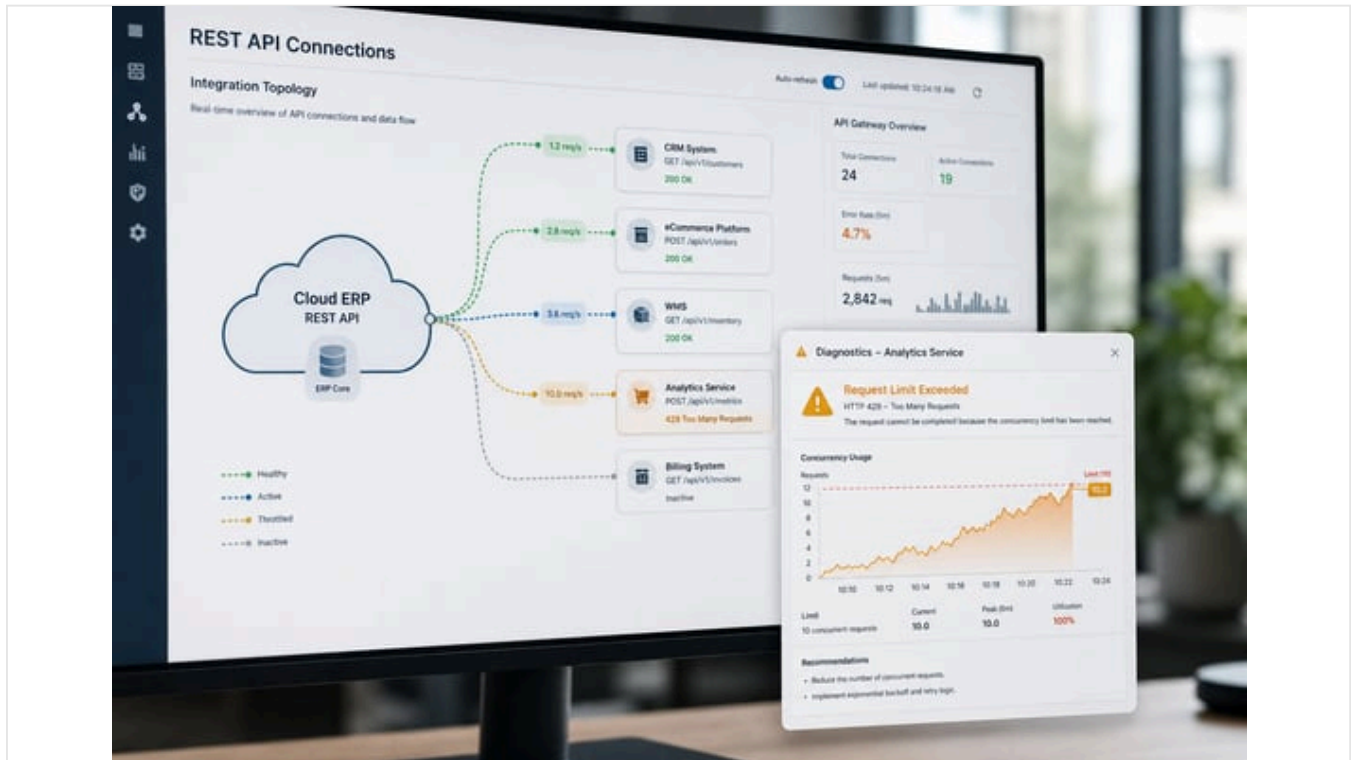 REST API Connections
Auto-refresh
Last updated: 10:24:18 AM
Integration Topology
Real-time overview of API connections and data flow
Cloud ERP
REST API
ERP Core
1.2 req/s
CRM System
GET /api/v1/customers
200 OK
2.8 req/s
eCommerce Platform
POST /api/v1/orders
200 OK
3.6 req/s
WMS
GET /api/v1/inventory
200 OK
10.0 req/s
Analytics Service
POST /api/v1/metrics
429 Too Many Requests
Billing System
GET /api/v1/invoices
Inactive
Healthy
Active
Throttled
Inactive
API Gateway Overview
Total Connections
24
Active Connections
19
Error Rate (5m)
4.7%
Requests (5m)
2,842 req
Diagnostics – Analytics Service
Request Limit Exceeded
HTTP 429 – Too Many Requests
The request cannot be completed because the concurrency limit has been reached.
Concurrency Usage
Requests
Limit (10)
12
10.0
10
8
6
4
2
0
10:10 10:12 10:14 10:16 10:18 10:20 10:22 10:24
Limit
10 concurrent requests
Current
10.0
Peak (5m)
10.0
Utilization
100%
Recommendations
• Reduce the number of concurrent requests.
• Implement exponential backoff and retry logic.